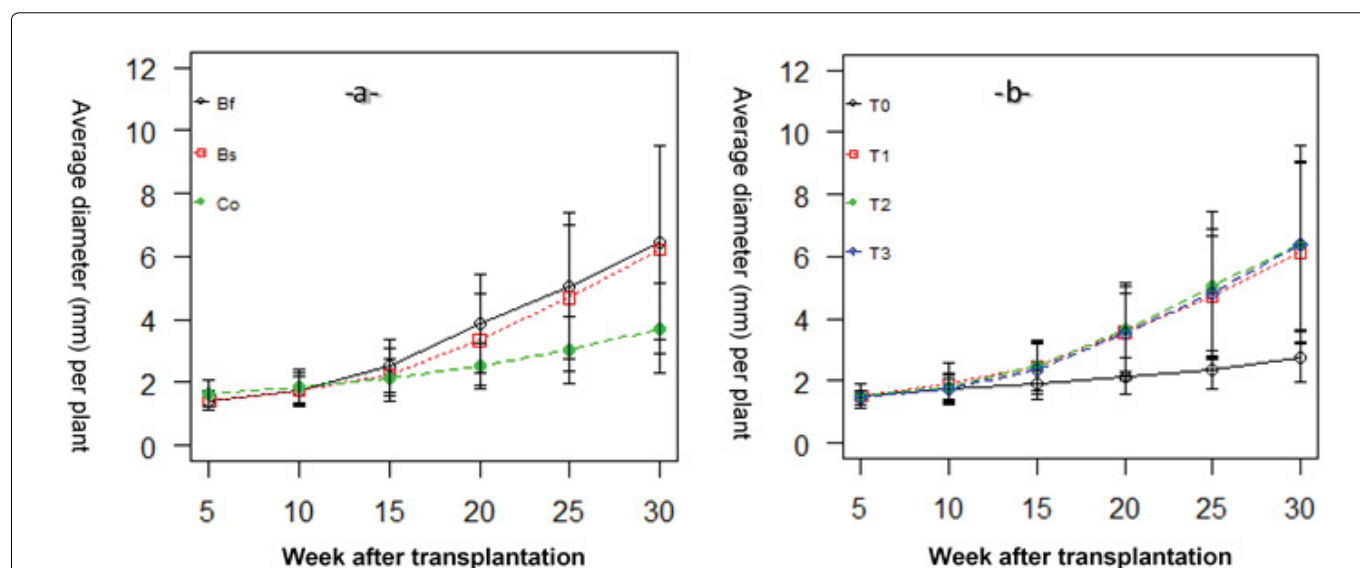 Average diameter (mm) per plant
12
10
8
6
4
2
0
-a-
Bf
Bs
Co
5 10 15 20 25 30
Week after transplantation
Average diameter (mm) per plant
12
10
8
6
4
2
0
-b-
T0
T1
T2
T3
5 10 15 20 25 30
Week after transplantation